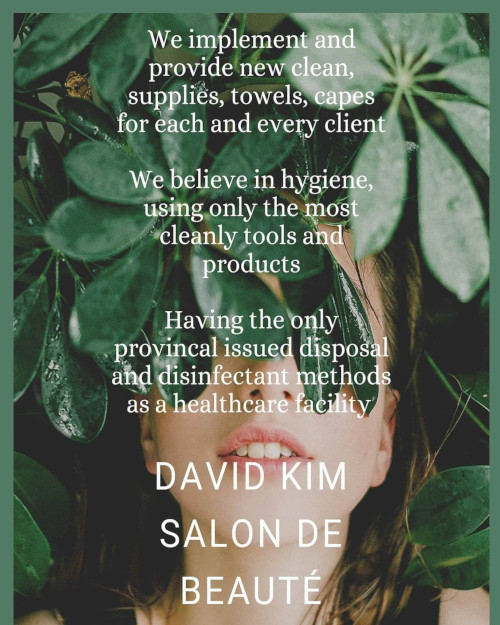 We implement and
provide new clean,
supplies, towels, capes
for each and every client
We believe in hygiene,
using only the most
cleanly tools and
products
Having the only
provincal issued disposal
and disinfectant methods
as a healthcare facility
DAVID KIM
SALON DE
BEAUTÉ